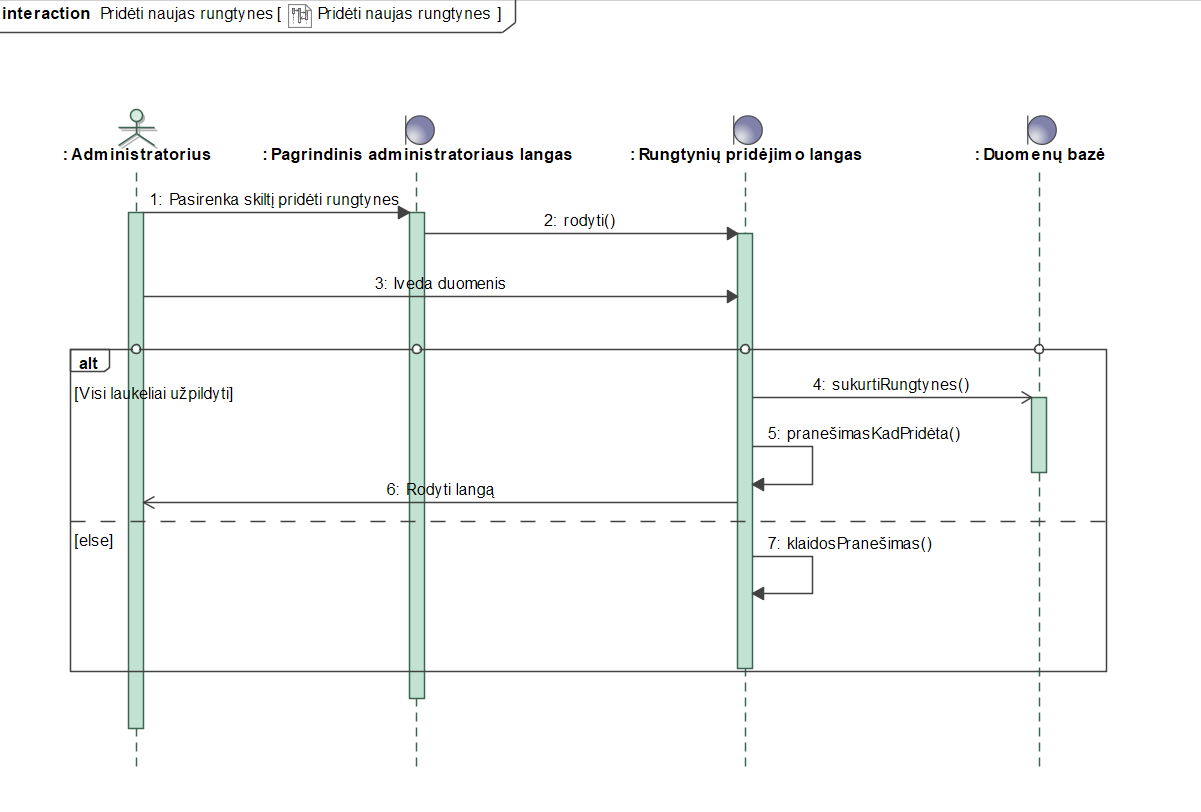 interaction Pridėti naujas rungtynes [ Pridėti naujas rungtynes ]
: Administratorius
: Pagrindinis administratoriaus langas
: Rungtynių pridėjimo langas
: Duomenų bazė
1: Pasirenka skiltį pridėti rungtynes
2: rodyti()
3: Iveda duomenis
alt
[Visi laukeliai užpildyti]
4: sukurtiRungtynes()
5: pranešimasKadPridėta()
6: Rodyti langą
[else]
7: klaidosPranešimas()